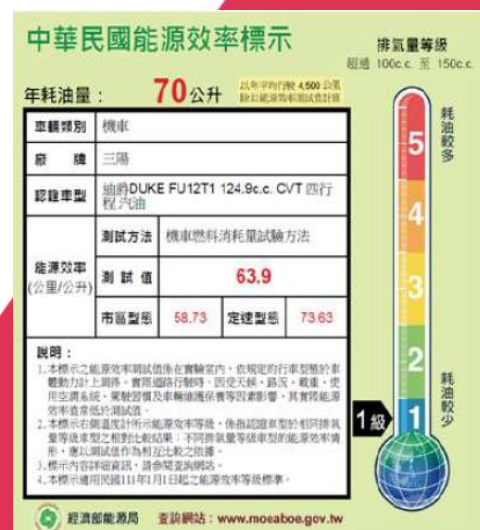 中華民國能源效率標示
排氣量等級
超過 100c.c. 至 150c.c.
年耗油量： 70公升
以年平均行駛 4,500 公里
除以能源效率測試值計算
車輛類別 機車
廠牌 三陽
認證車型 迪爵DUKE FU12T1 124.9c.c. CVT 四行
程 汽油
能源效率
(公里/公升)
測試方法 機車燃料消耗量試驗方法
測試值 63.9
市區型態 58.73 定速型態 73.63
說明：
1.本標示之能源效率測試值係在實驗室內，依規定的行車型態於車
體動力計上測得。實際道路行駛時，因受天候、路況、載重、使
用空調系統、駕駛習慣及車輛維護保養等因素影響，其實際能源
效率值常低於測試值。
2.本標示右側溫度計所示能源效率等級，係指認證車型於相同排氣
量等級車型之相對比較結果；不同排氣量等級車型的能源效率情
形，應以測試值作為相互比較之依據。
3.標示內容詳細資訊，請參閱查詢網站。
4.本標示適用民國111年1月1日起之能源效率等級標準。
耗油較多
5
4
3
2
1
1級
耗油較少
經濟部能源局 查詢網站：www.moeaboe.gov.tw